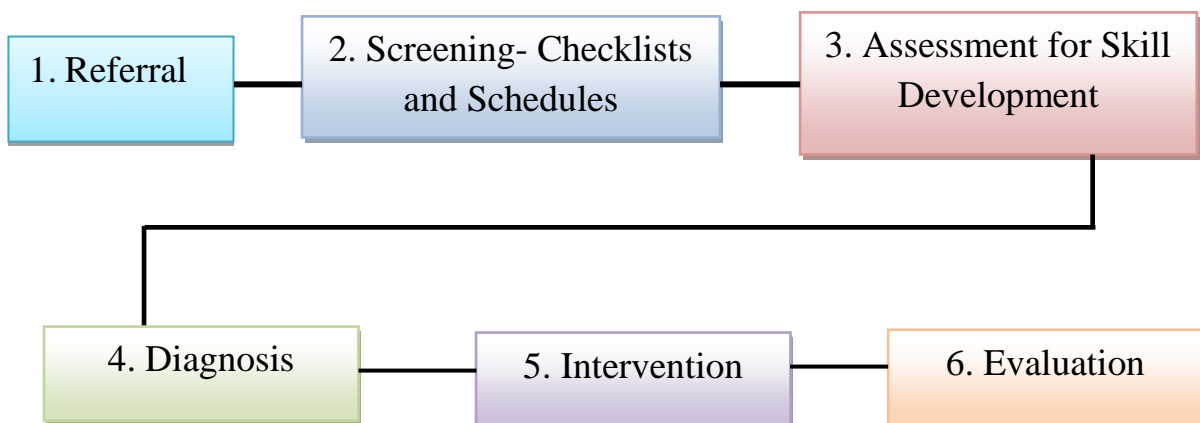 1. Referral
2. Screening- Checklists
and Schedules
3. Assessment for Skill
Development
4. Diagnosis
5. Intervention
6. Evaluation